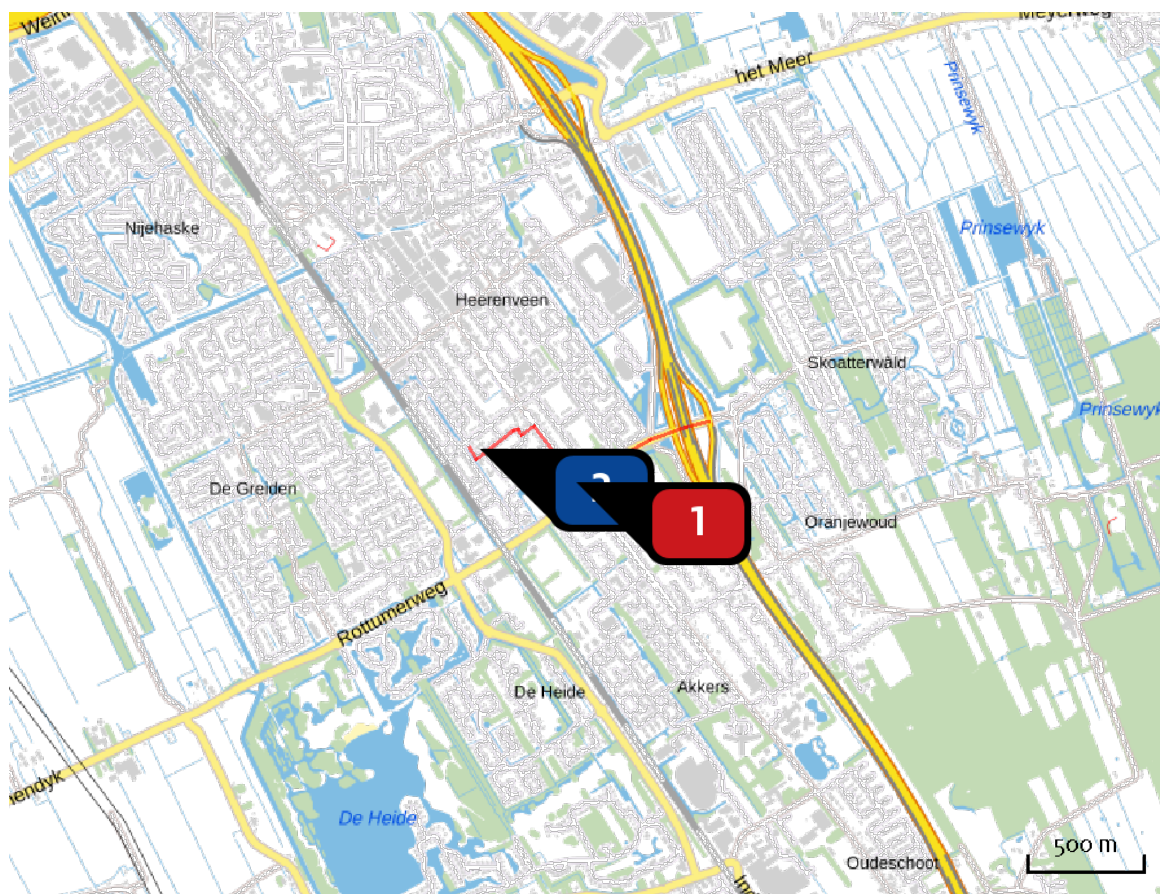 Meyerweg
het Meer
Prinsewyk
Nijehaske
Prinsewyk
Heerenveen
Skoatterwâld
Prinsewyk
De Greiden
2
1
Oranjewoud
Rottumerweg
De Heide
Akkers
De Heide
500 m
Oudeschoot